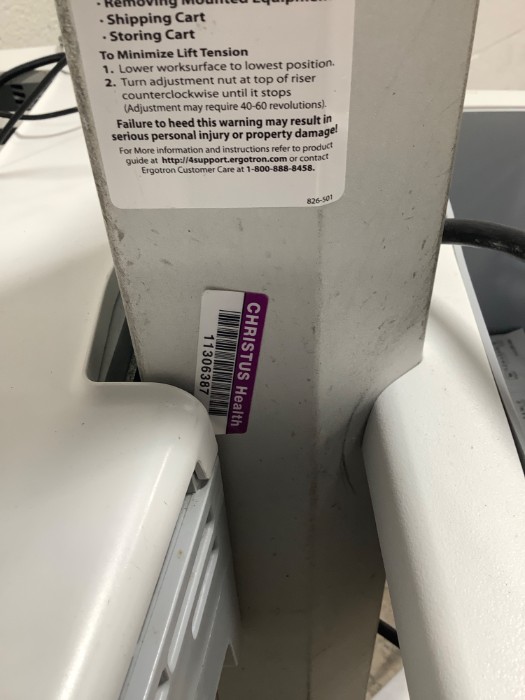 · Removing Mounted Equipment
· Shipping Cart
· Storing Cart
To Minimize Lift Tension
1. Lower worksurface to lowest position.
2. Turn adjustment nut at top of riser
counterclockwise until it stops
(Adjustment may require 40-60 revolutions).
Failure to heed this warning may result in
serious personal injury or property damage!
For More information and instructions refer to product
guide at http://4support.ergotron.com or contact
Ergotron Customer Care at 1-800-888-8458.
826-501
CHRISTUS Health
11306387